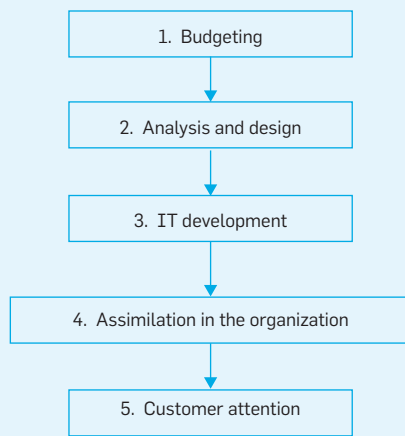 1. Budgeting
2. Analysis and design
3. IT development
4. Assimilation in the organization
5. Customer attention